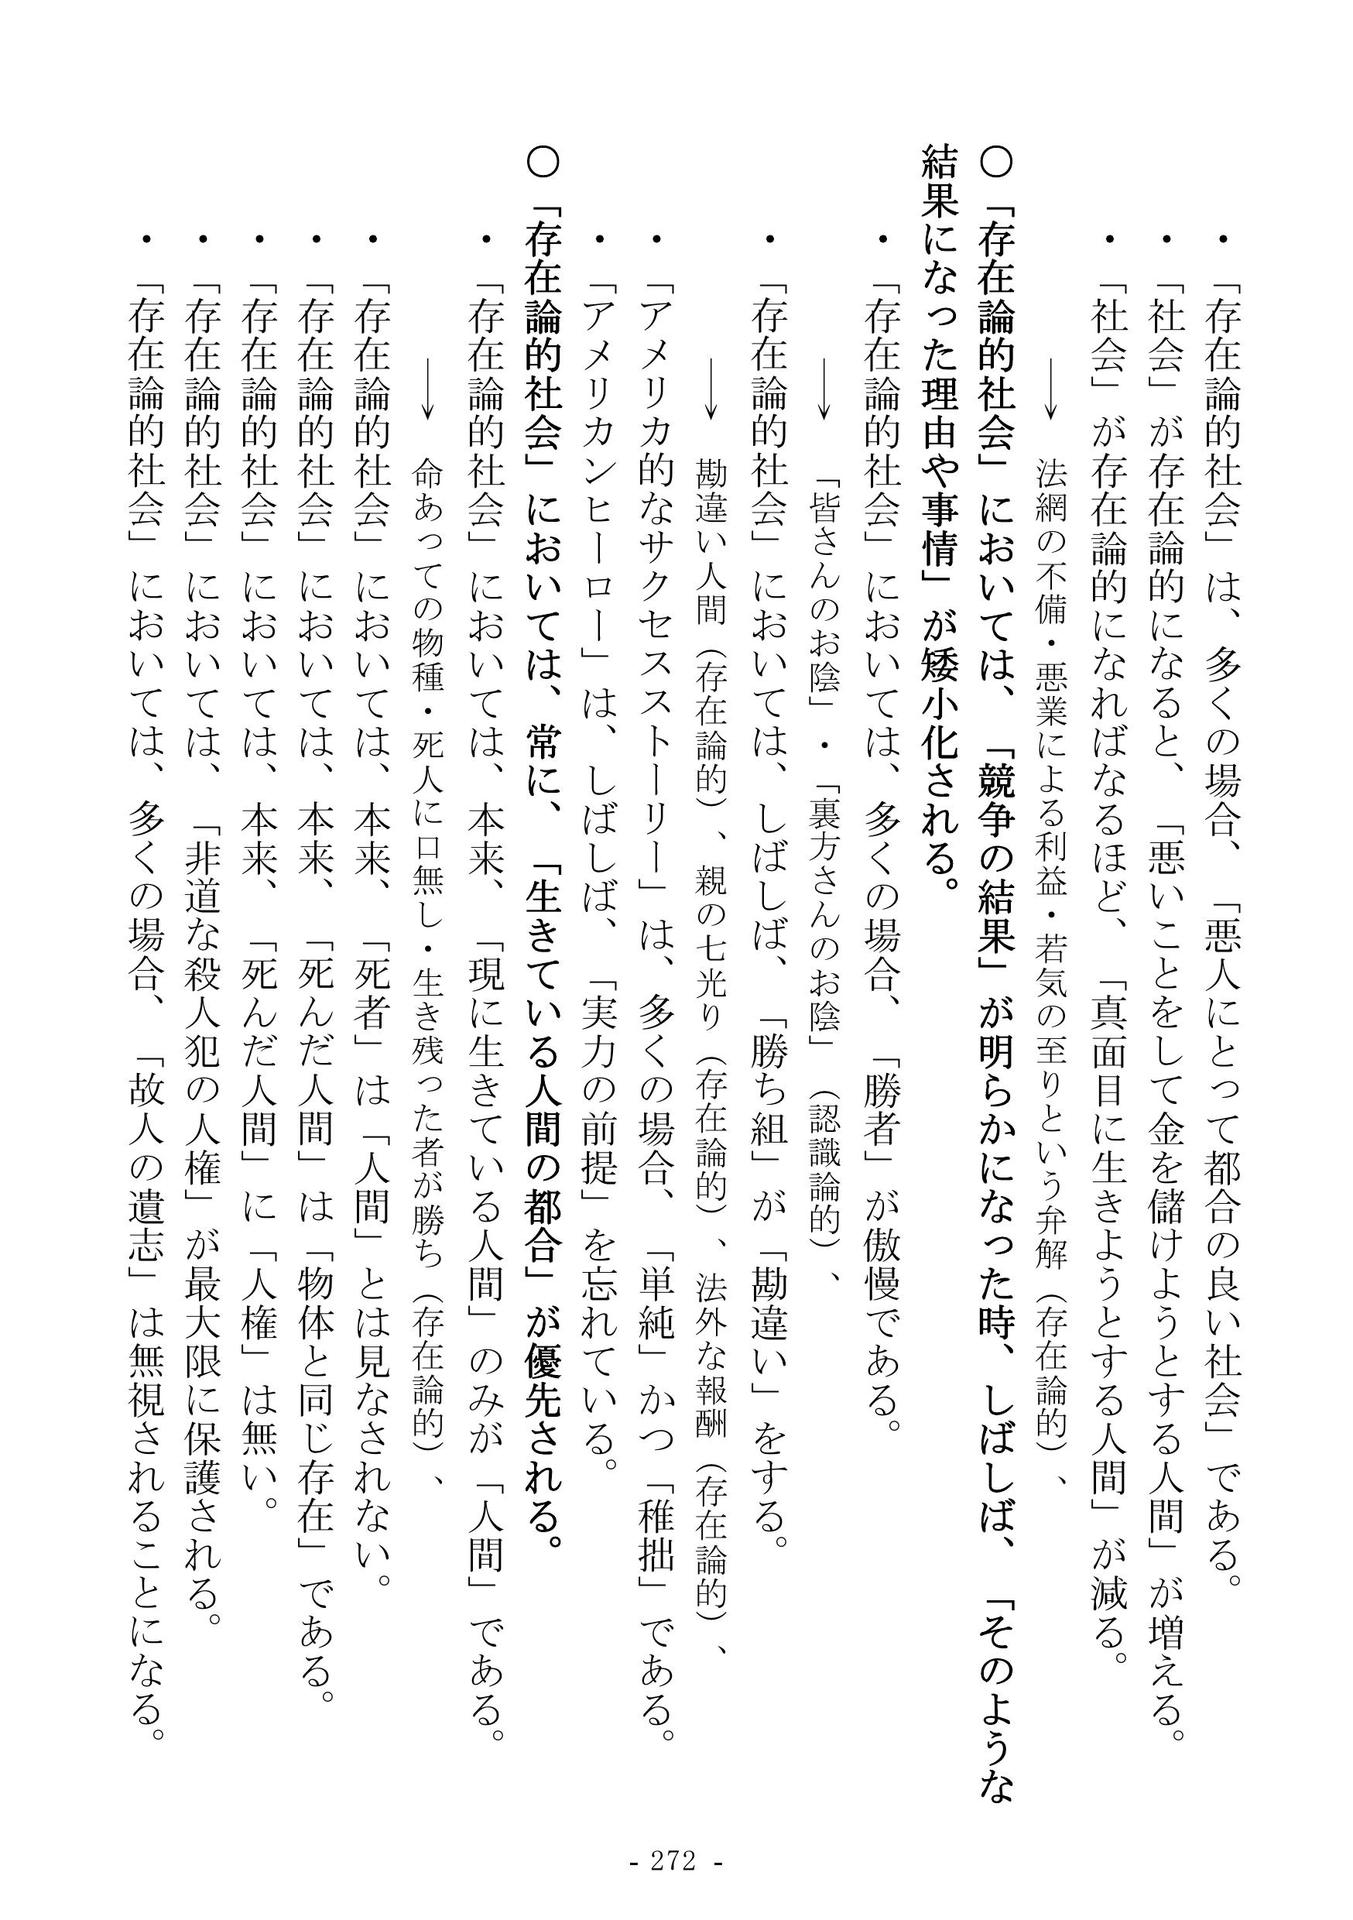 ・「存在論的社会」は、多くの場合、「悪人にとって都合の良い社会」である。
・「社会」が存在論的になると、「悪いことをして金を儲けようとする人間」が増える。
・「社会」が存在論的になればなるほど、「真面目に生きようとする人間」が減る。
→ 法網の不備・悪業による利益・若気の至りという弁解（存在論的）、
〇「存在論的社会」においては、「競争の結果」が明らかになった時、しばしば、「そのような
結果になった理由や事情」が矮小化される。
・「存在論的社会」においては、多くの場合、「勝者」が傲慢である。
→ 「皆さんのお陰」・「裏方さんのお陰」（認識論的）、
・「存在論的社会」においては、しばしば、「勝ち組」が「勘違い」をする。
→ 勘違い人間（存在論的）、親の七光り（存在論的）、法外な報酬（存在論的）、
・「アメリカ的なサクセスストーリー」は、多くの場合、「単純」かつ「稚拙」である。
・「アメリカンヒーロー」は、しばしば、「実力の前提」を忘れている。
〇「存在論的社会」においては、常に、「生きている人間の都合」が優先される。
・「存在論的社会」においては、本来、「現に生きている人間」のみが「人間」である。
→ 命あっての物種・死人に口無し・生き残った者が勝ち（存在論的）、
・「存在論的社会」においては、本来、「死者」は「人間」とは見なされない。
・「存在論的社会」においては、本来、「死んだ人間」は「物体と同じ存在」である。
・「存在論的社会」においては、本来、「死んだ人間」に「人権」は無い。
・「存在論的社会」においては、「非道な殺人犯の人権」が最大限に保護される。
・「存在論的社会」においては、多くの場合、「故人の遺志」は無視されることになる。
- 272 -